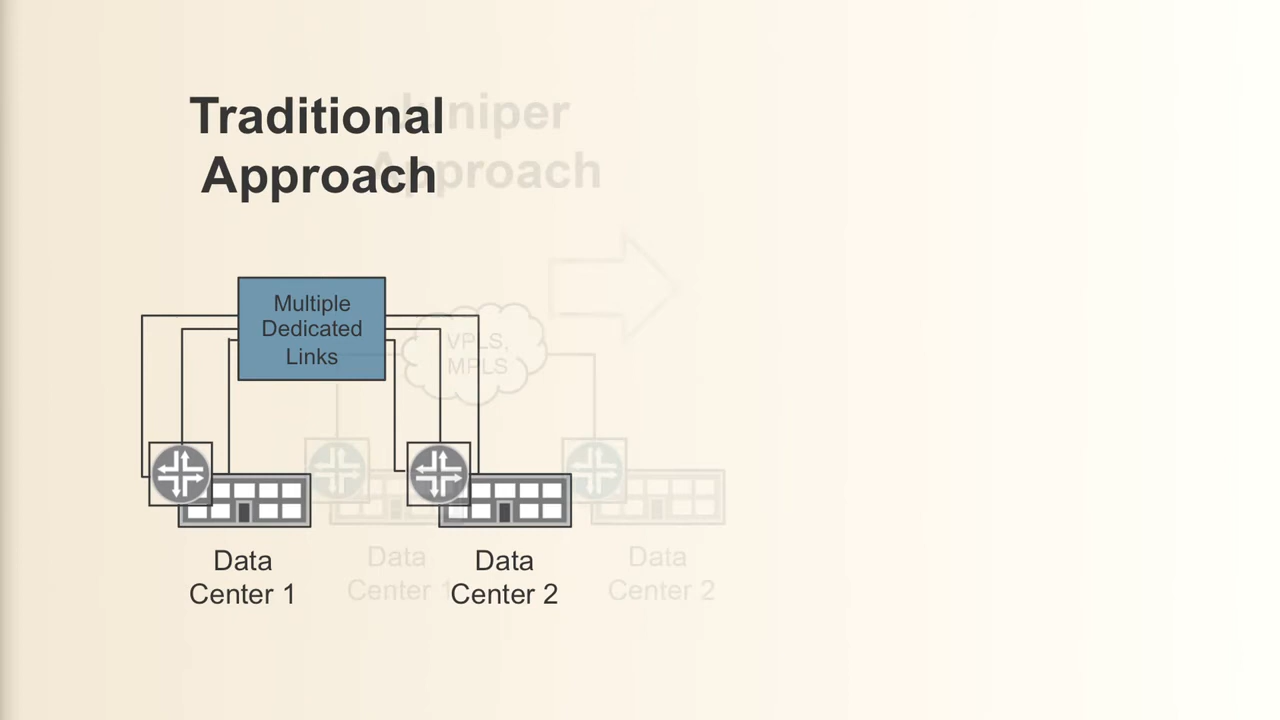 Traditional
Approach
Juniper
Approach
Multiple
Dedicated
Links
VPLS,
MPLS
Data
Center 1
Data
Center 2
Data
Center 1
Data
Center 2